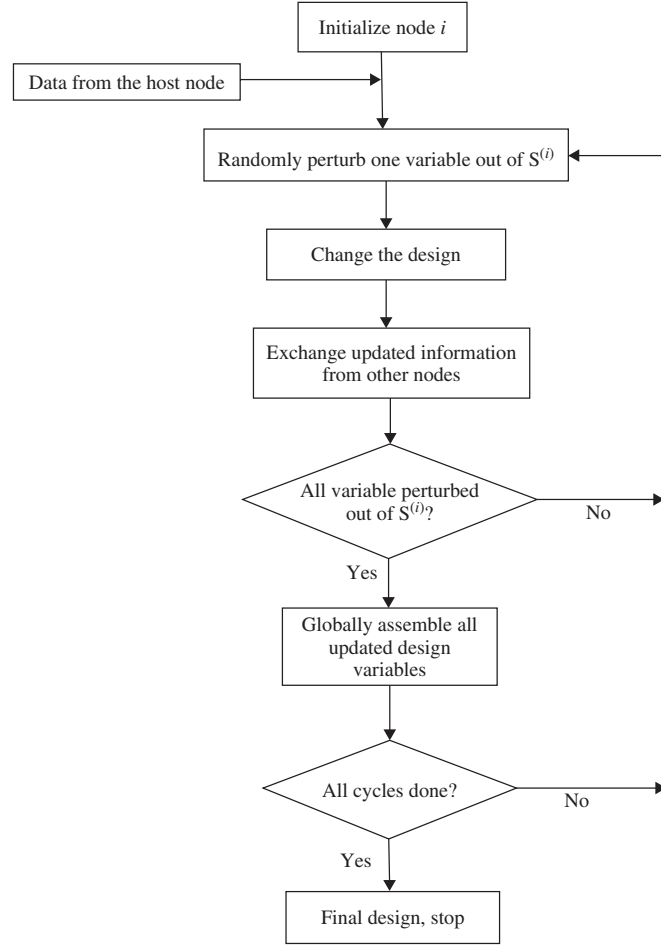 Initialize node i
Data from the host node
Randomly perturb one variable out of S(i)
Change the design
Exchange updated information
from other nodes
All variable perturbed
out of S(i)?
No
Yes
Globally assemble all
updated design
variables
All cycles done?
No
Yes
Final design, stop